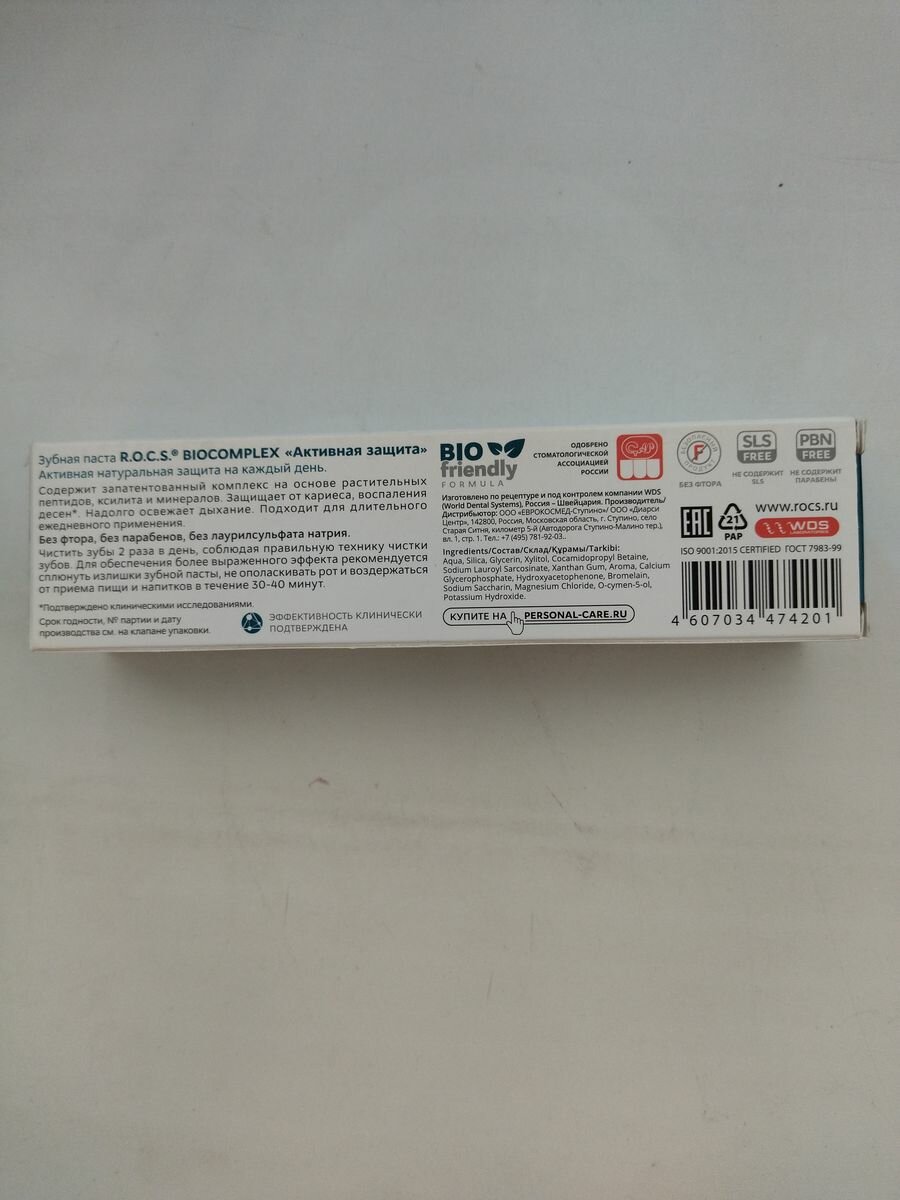 Зубная паста R.O.C.S.® BIOCOMPLEX «Активная защита»
Активная натуральная защита на каждый день.
Содержит запатентованный комплекс на основе растительных
пептидов, ксилита и минералов. Защищает от кариеса, воспаления
десен*. Надолго освежает дыхание. Подходит для длительного
ежедневного применения.
Без фтора, без парабенов, без лаурилсульфата натрия.
Чистить зубы 2 раза в день, соблюдая правильную технику чистки
зубов. Для обеспечения более выраженного эффекта рекомендуется
сплюнуть излишки зубной пасты, не ополаскивать рот и воздержаться
от приема пищи и напитков в течение 30-40 минут.
*Подтверждено клиническими исследованиями.
Срок годности, № партии и дату
производства см. на клапане упаковки.
ЭФФЕКТИВНОСТЬ КЛИНИЧЕСКИ
ПОДТВЕРЖДЕНА
BIO
friendly
FORMULA
ОДОБРЕНО
СТОМАТОЛОГИЧЕСКОЙ
АССОЦИАЦИЕЙ
РОССИИ
Изготовлено по рецептуре и под контролем компании WDS
(World Dental Systems), Россия – Швейцария. Производитель/
Дистрибьютор: ООО «ЕВРОКОСМЕД-Ступино»/ ООО «Диарси
Центр», 142800, Россия, Московская область, г. Ступино, село
Старая Ситня, километр 5-й (Автодорога Ступино-Малино тер.),
вл. 1, стр. 1. Тел.: +7 (495) 781-92-03..
Ingredients/Состав/Склад/Құрамы/Tarkibi:
Aqua, Silica, Glycerin, Xylitol, Cocamidopropyl Betaine,
Sodium Lauroyl Sarcosinate, Xanthan Gum, Aroma, Calcium
Glycerophosphate, Hydroxyacetophenone, Bromelain,
Sodium Saccharin, Magnesium Chloride, O-cymen-5-ol,
Potassium Hydroxide.
КУПИТЕ НА PERSONAL-CARE.RU
СтАР
БЕЗОПАСНЫЙ
ПРОДУКТ
F
БЕЗ ФТОРА
SLS
FREE
НЕ СОДЕРЖИТ
SLS
PBN
FREE
НЕ СОДЕРЖИТ
ПАРАБЕНЫ
EAC
21
PAP
www.rocs.ru
WDS
LABORATORIES
ISO 9001:2015 CERTIFIED ГОСТ 7983-99
4 607034 474201